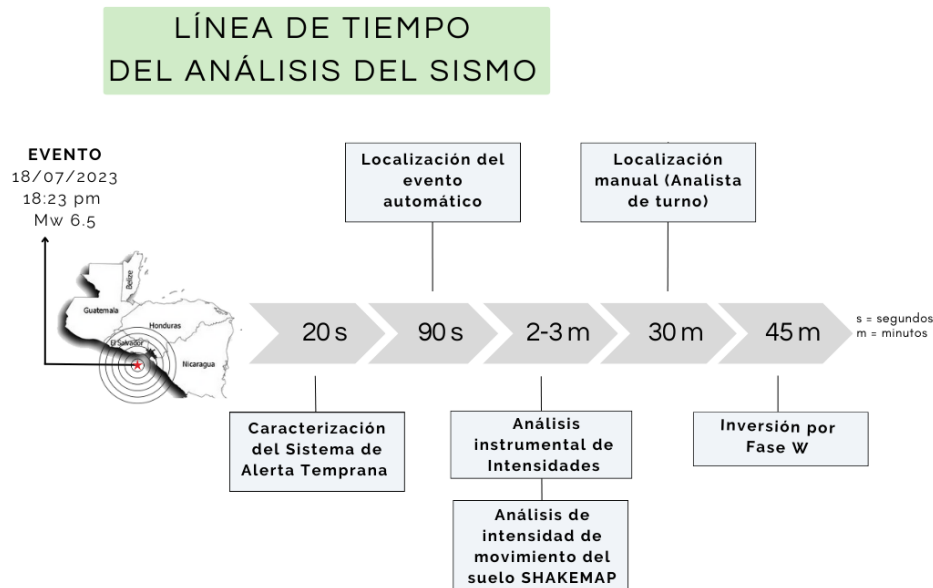 LÍNEA DE TIEMPO
DEL ANÁLISIS DEL SISMO
EVENTO
18/07/2023
18:23 pm
Mw 6.5
Localización del
evento
automático
Localización
manual (Analista
de turno)
Belize
Guatemala
Honduras
El Salvador
Nicaragua
20 s
90 s
2-3 m
30 m
45 m
s = segundos
m = minutos
Caracterización
del Sistema de
Alerta Temprana
Análisis
instrumental de
Intensidades
Inversión por
Fase W
Análisis de
intensidad de
movimiento del
suelo SHAKEMAP